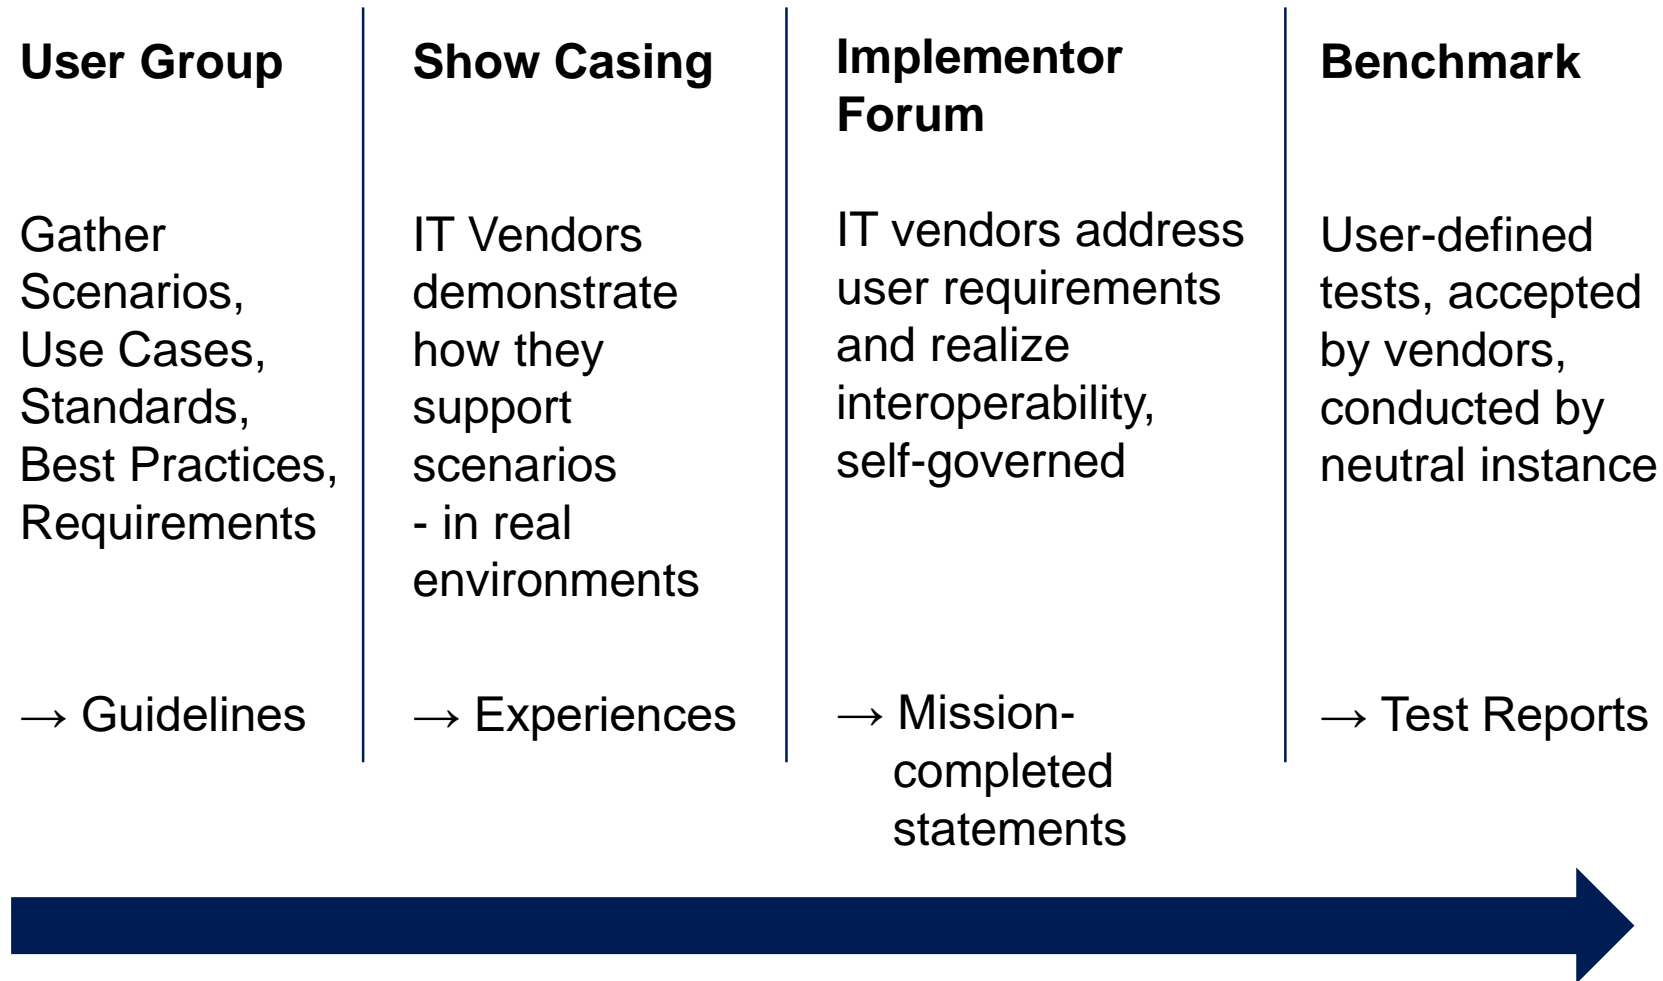 User Group
Gather
Scenarios,
Use Cases,
Standards,
Best Practices,
Requirements
→ Guidelines
Show Casing
IT Vendors
demonstrate
how they
support
scenarios
- in real
environments
→ Experiences
Implementor
Forum
IT vendors address
user requirements
and realize
interoperability,
self-governed
→ Mission-
completed
statements
Benchmark
User-defined
tests, accepted
by vendors,
conducted by
neutral instance
→ Test Reports